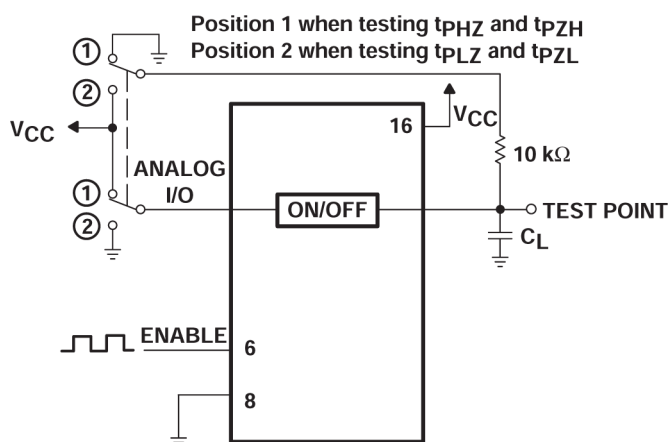 Position 1 when testing tPHZ and tPZH
Position 2 when testing tPLZ and tPZL
1
2
VCC
16
VCC
10 kΩ
ANALOG
I/O
1
2
ON/OFF
TEST POINT
CL
ENABLE
6
8